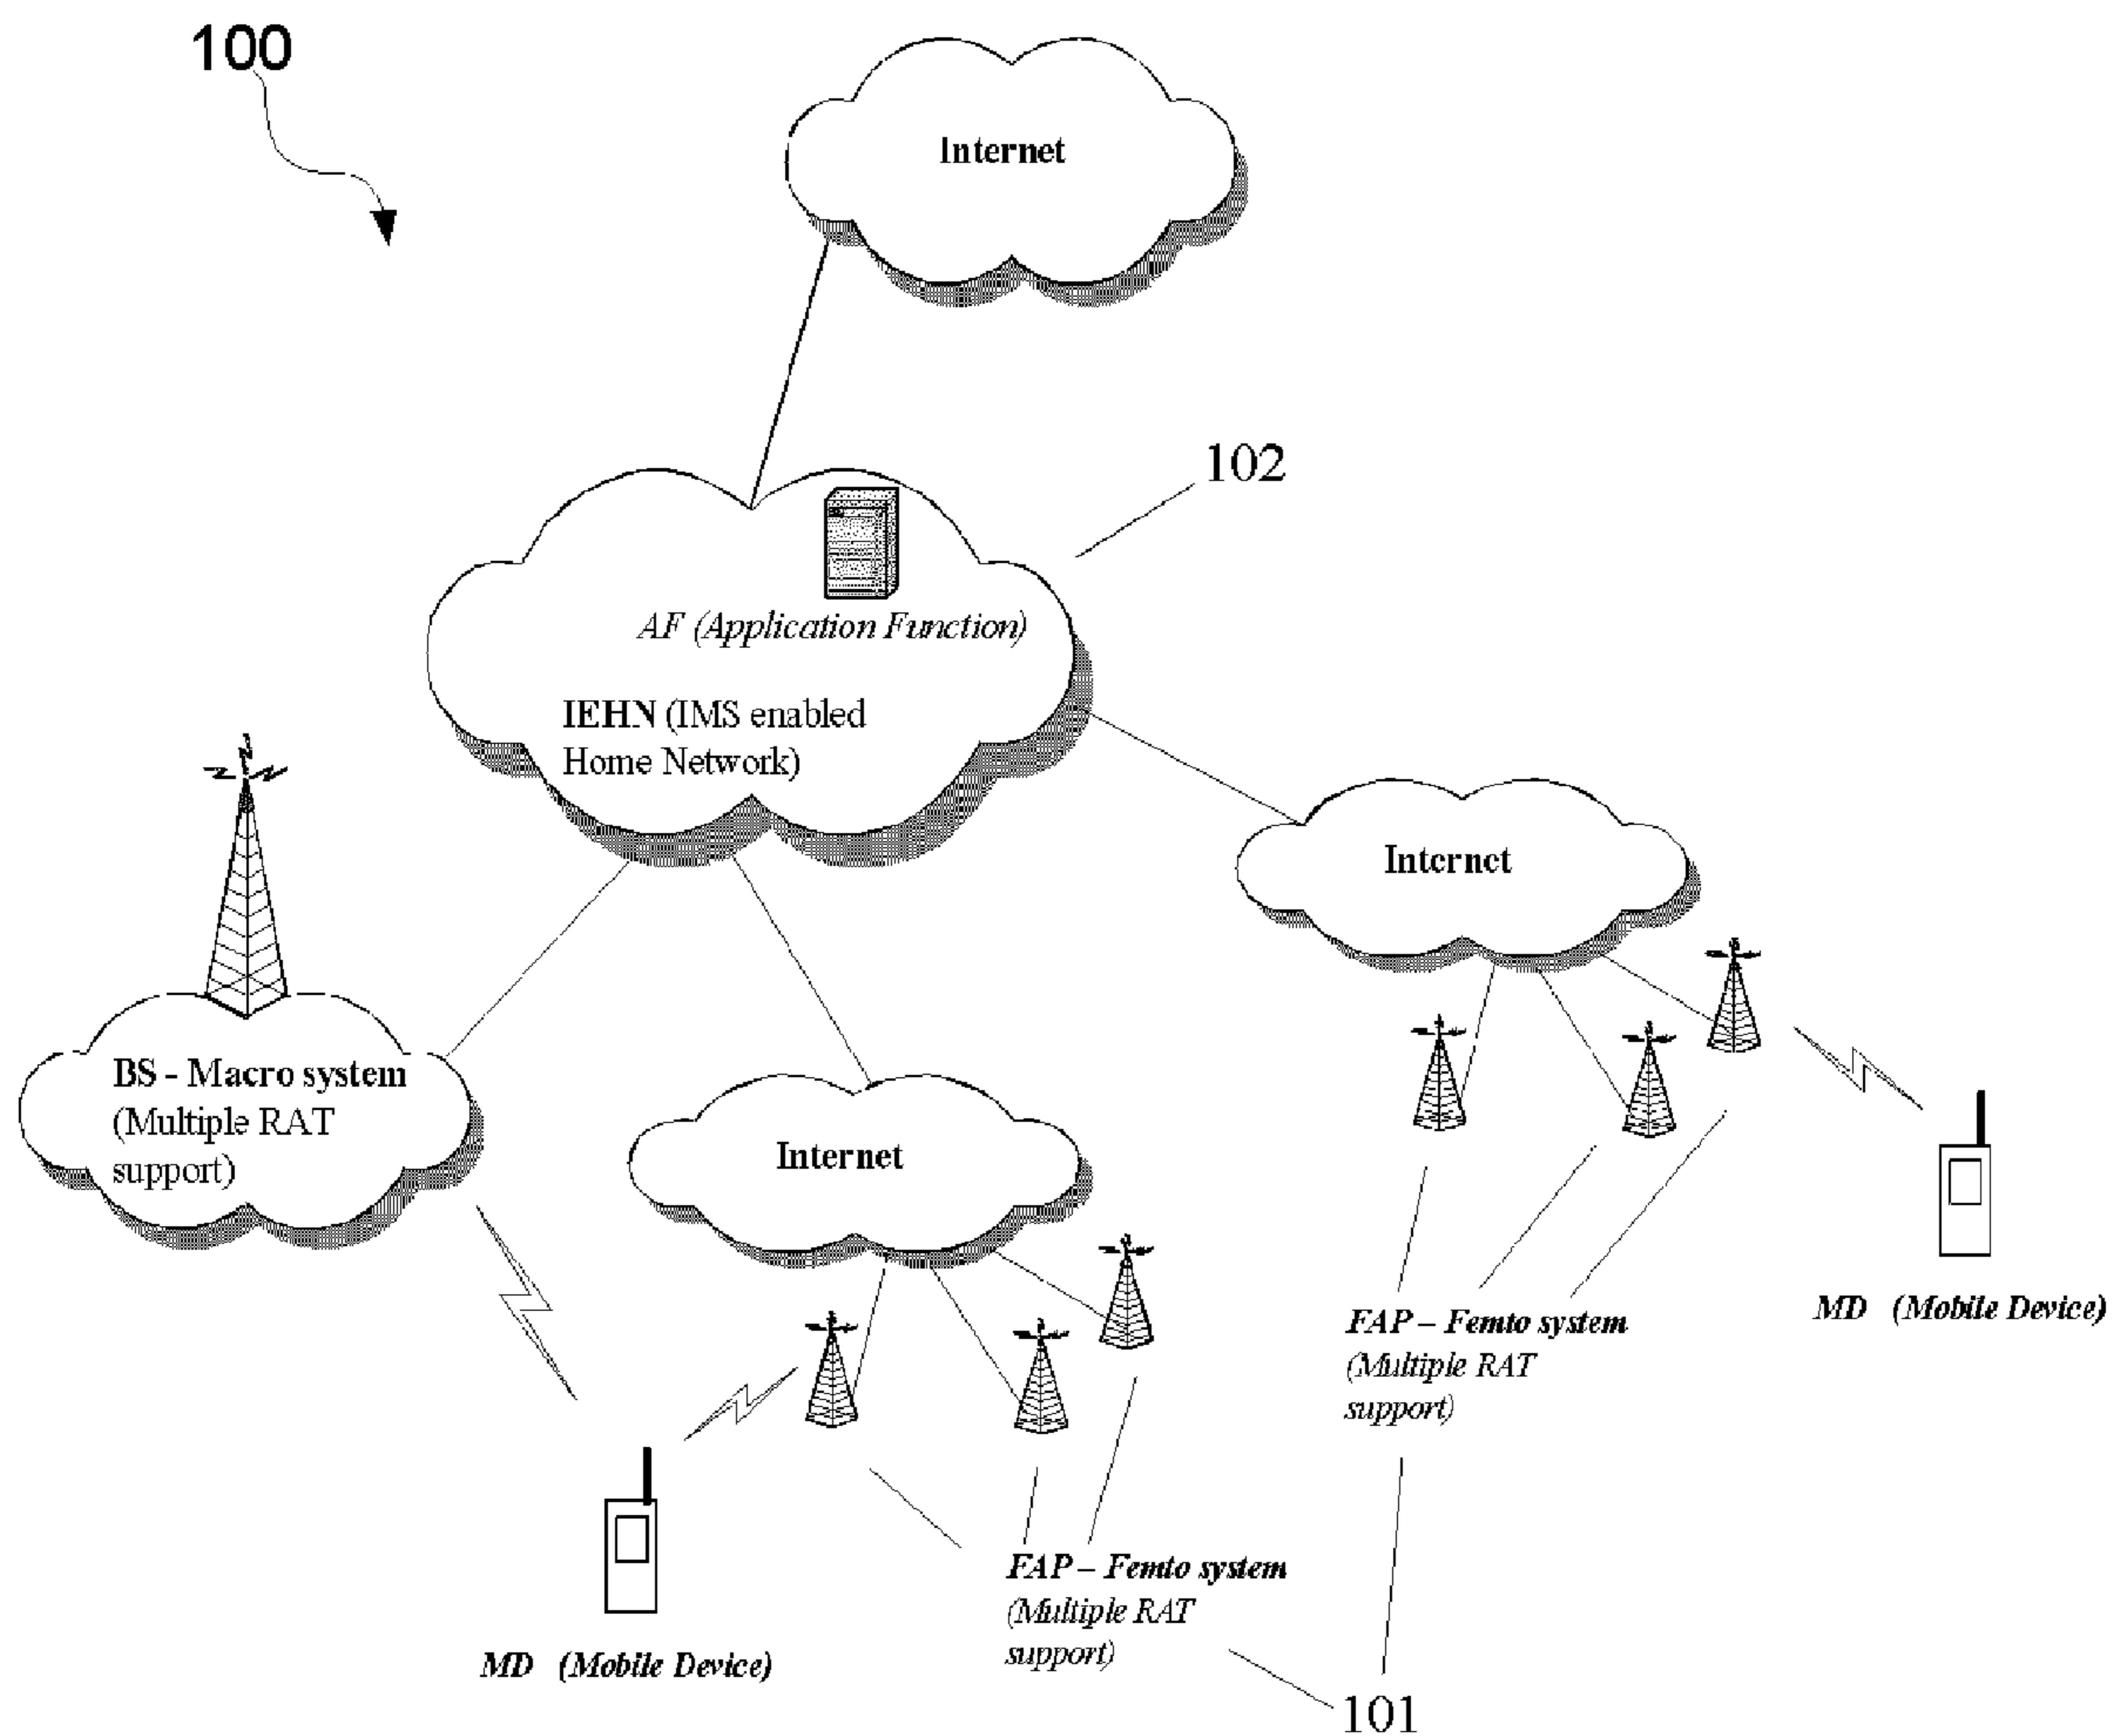 100
Internet
102
AF (Application Function)
IEHN (IMS enabled
Home Network)
Internet
BS - Macro system
(Multiple RAT
support)
Internet
FAP – Femto system
(Multiple RAT
support)
MD (Mobile Device)
FAP – Femto system
(Multiple RAT
support)
MD (Mobile Device)
101